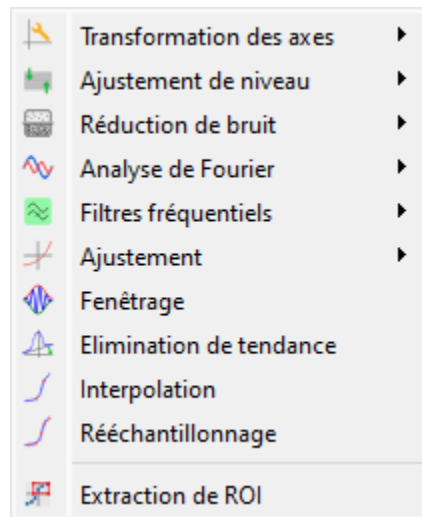 Transformation des axes
Ajustement de niveau
Réduction de bruit
Analyse de Fourier
Filtres fréquentiels
Ajustement
Fenêtrage
Elimination de tendance
Interpolation
Rééchantillonnage
Extraction de ROI